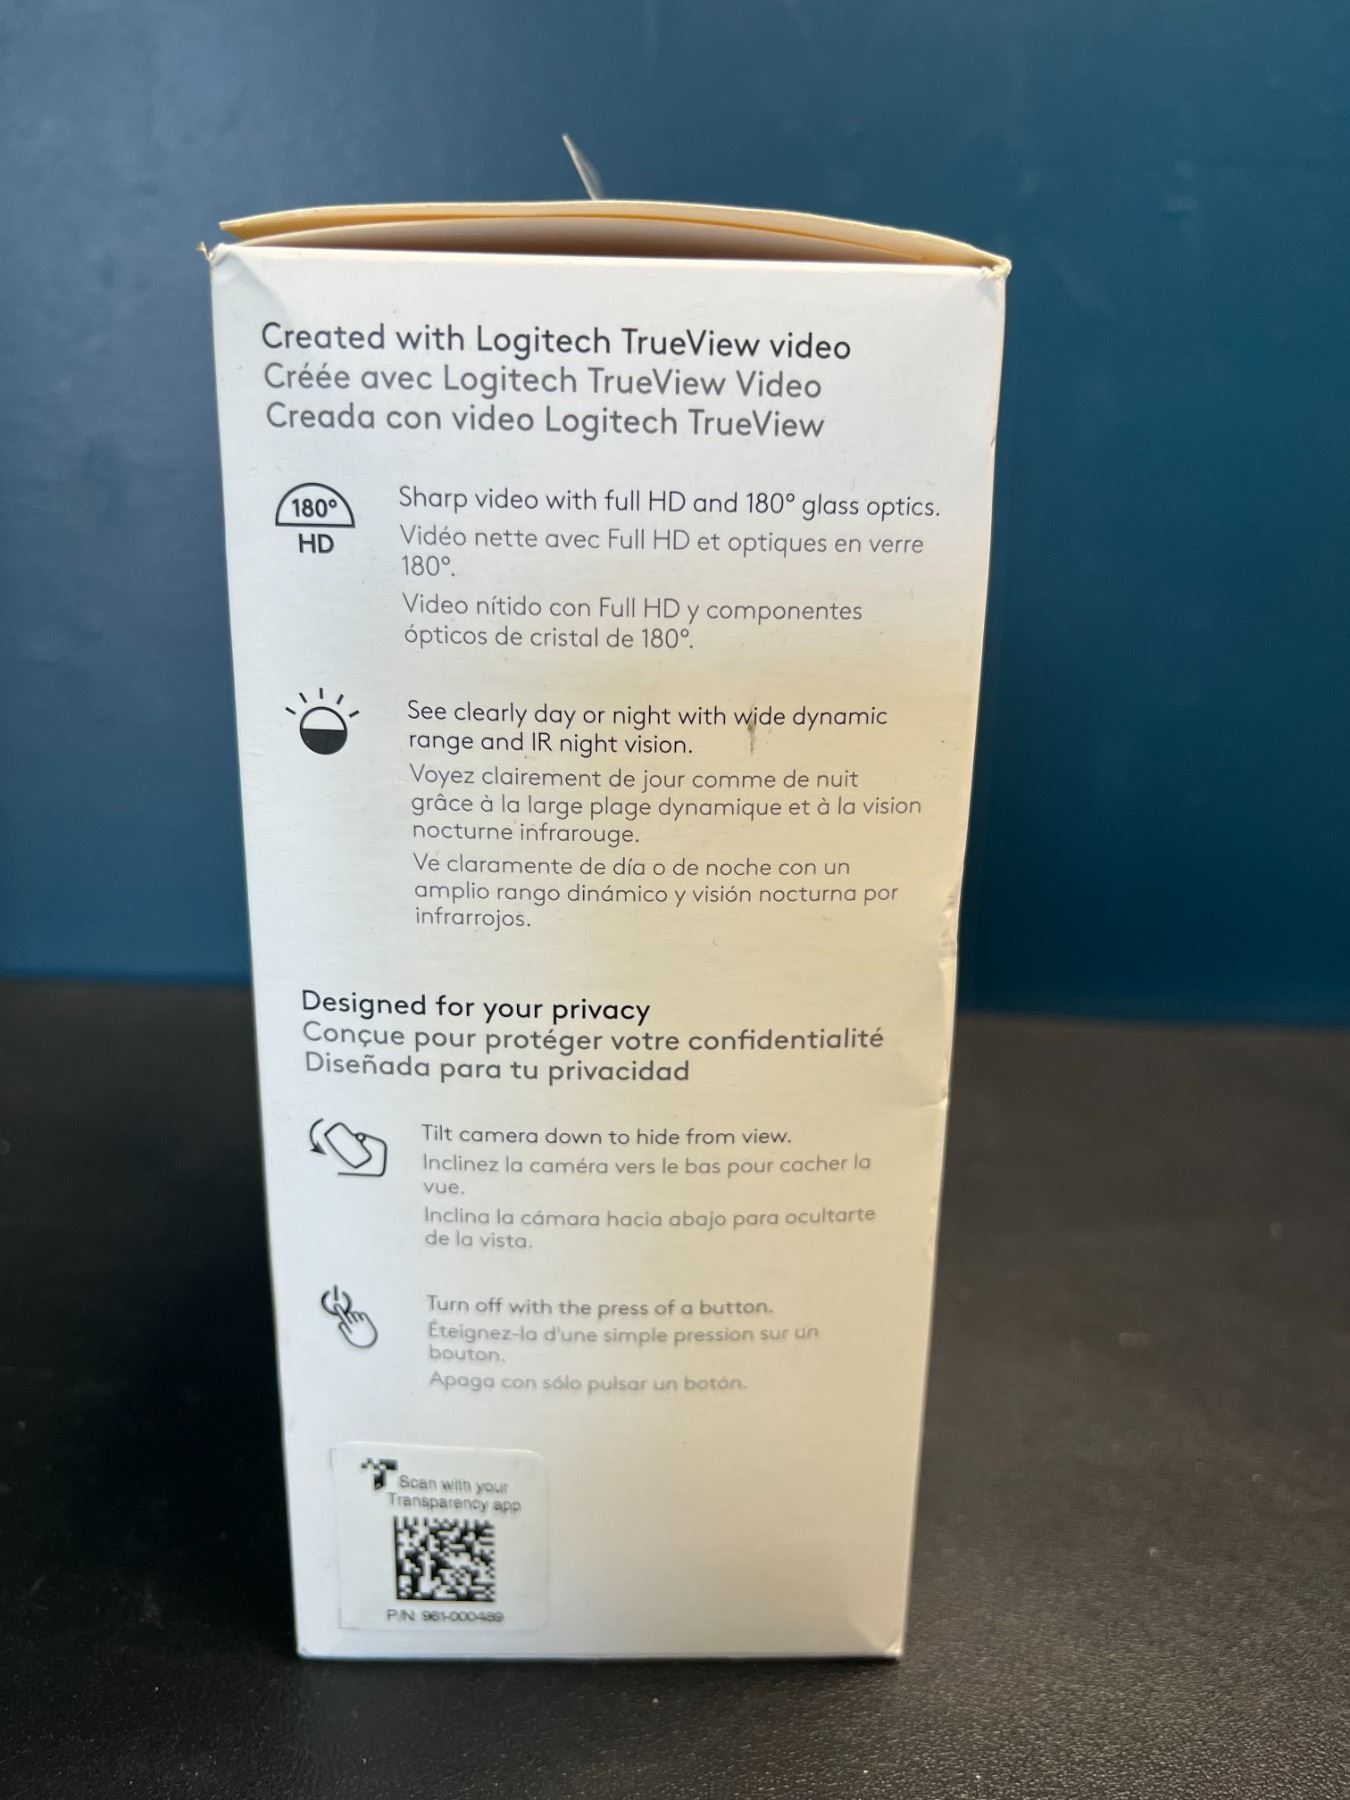 Created with Logitech TrueView video
Créée avec Logitech TrueView Video
Creada con video Logitech TrueView
180°
HD
Sharp video with full HD and 180° glass optics.
Vidéo nette avec Full HD et optiques en verre
180°.
Video nítido con Full HD y componentes
ópticos de cristal de 180°.
See clearly day or night with wide dynamic
range and IR night vision.
Voyez clairement de jour comme de nuit
grâce à la large plage dynamique et à la vision
nocturne infrarouge.
Ve claramente de día o de noche con un
amplio rango dinámico y visión nocturna por
infrarrojos.
Designed for your privacy
Conçue pour protéger votre confidentialité
Diseñada para tu privacidad
Tilt camera down to hide from view.
Inclinez la caméra vers le bas pour cacher la
vue.
Inclina la cámara hacia abajo para ocultarte
de la vista.
Turn off with the press of a button.
Éteignez-la d'une simple pression sur un
bouton.
Apaga con sólo pulsar un botón.
Scan with your
Transparency app
P/N: 961-000489